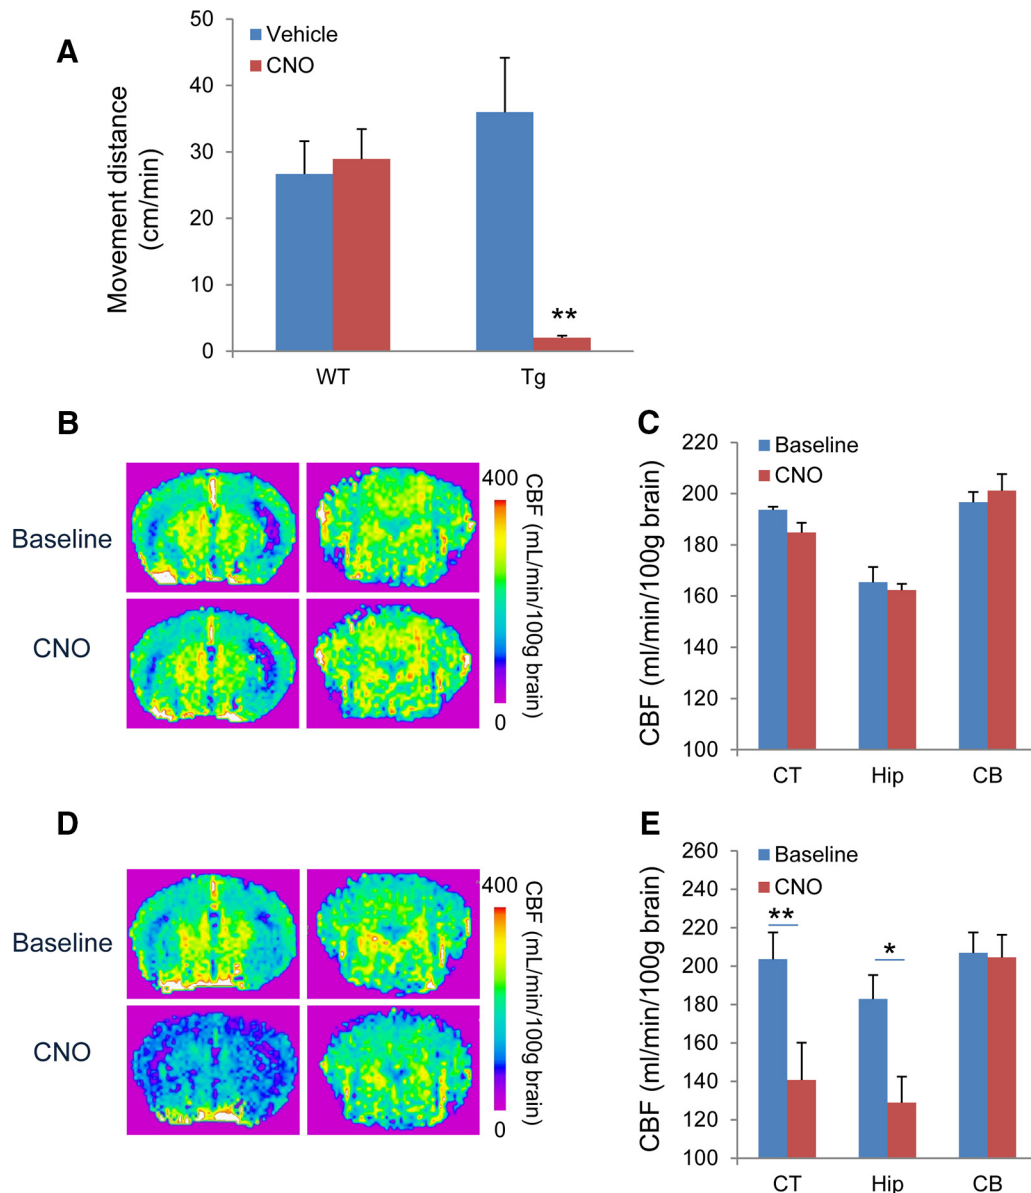 A
Movement distance
(cm/min)
50
40
30
20
10
0
Vehicle
CNO
**
WT
Tg
B
Baseline
CNO
400
0
CBF (mL/min/100g brain)
C
CBF (ml/min/100g brain)
220
200
180
160
140
120
100
Baseline
CNO
CT
Hip
CB
D
Baseline
CNO
400
0
CBF (mL/min/100g brain)
E
CBF (ml/min/100g brain)
260
240
220
200
180
160
140
120
100
Baseline
CNO
**
*
CT
Hip
CB